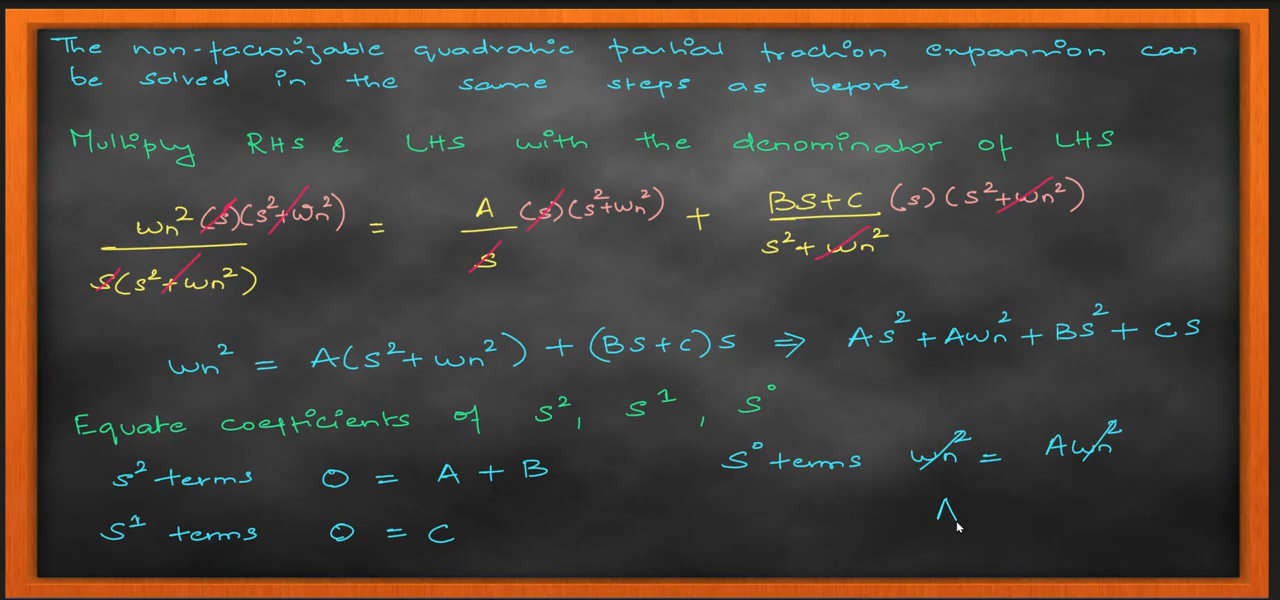 The non-factorizable quadratic partial fraction expansion can
be solved in the same steps as before
Multiply RHS & LHS with the denominator of LHS
wn² (s)(s²+wn²) / s(s²+wn²) = A/s (s)(s²+wn²) + BS+C / s²+wn² (s)(s²+wn²)
wn² = A(s²+wn²) + (BS+C)S ⇒ As²+Awn²+BS²+CS
Equate coefficients of s², s¹, s⁰
s² terms 0 = A + B
s⁰ terms wn² = Awn²
s¹ terms 0 = C